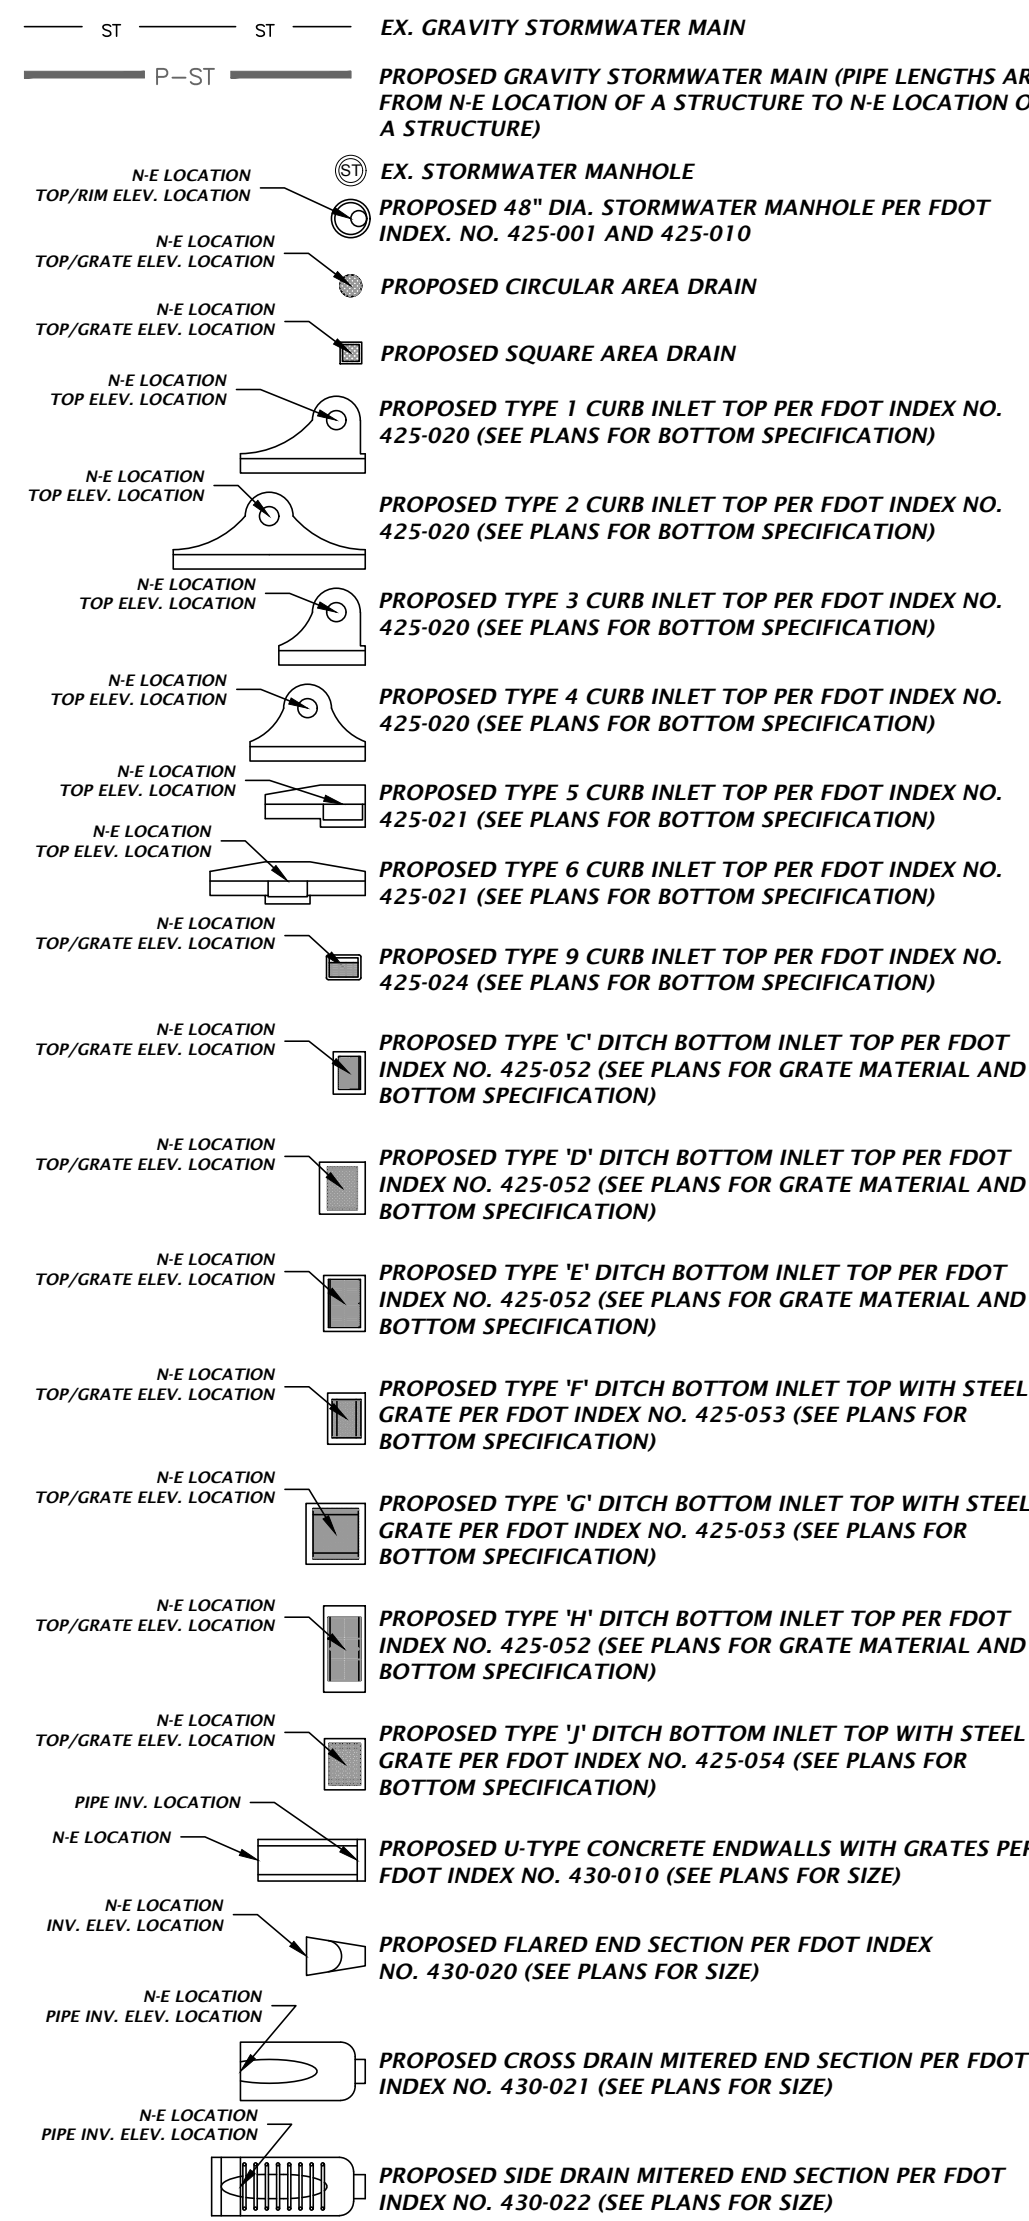 ST ST EX. GRAVITY STORMWATER MAIN
P-ST PROPOSED GRAVITY STORMWATER MAIN (PIPE LENGTHS
FROM N-E LOCATION OF A STRUCTURE TO N-E LOCATION
A STRUCTURE)
ST EX. STORMWATER MANHOLE
N-E LOCATION
TOP/RIM ELEV. LOCATION
PROPOSED 48" DIA. STORMWATER MANHOLE PER FDOT
INDEX. NO. 425-001 AND 425-010
N-E LOCATION
TOP/GRATE ELEV. LOCATION
PROPOSED CIRCULAR AREA DRAIN
N-E LOCATION
TOP/GRATE ELEV. LOCATION
PROPOSED SQUARE AREA DRAIN
N-E LOCATION
TOP ELEV. LOCATION
PROPOSED TYPE 1 CURB INLET TOP PER FDOT INDEX NO.
425-020 (SEE PLANS FOR BOTTOM SPECIFICATION)
N-E LOCATION
TOP ELEV. LOCATION
PROPOSED TYPE 2 CURB INLET TOP PER FDOT INDEX NO.
425-020 (SEE PLANS FOR BOTTOM SPECIFICATION)
N-E LOCATION
TOP ELEV. LOCATION
PROPOSED TYPE 3 CURB INLET TOP PER FDOT INDEX NO.
425-020 (SEE PLANS FOR BOTTOM SPECIFICATION)
N-E LOCATION
TOP ELEV. LOCATION
PROPOSED TYPE 4 CURB INLET TOP PER FDOT INDEX NO.
425-020 (SEE PLANS FOR BOTTOM SPECIFICATION)
N-E LOCATION
TOP ELEV. LOCATION
PROPOSED TYPE 5 CURB INLET TOP PER FDOT INDEX NO.
425-021 (SEE PLANS FOR BOTTOM SPECIFICATION)
N-E LOCATION
TOP ELEV. LOCATION
PROPOSED TYPE 6 CURB INLET TOP PER FDOT INDEX NO.
425-021 (SEE PLANS FOR BOTTOM SPECIFICATION)
N-E LOCATION
TOP/GRATE ELEV. LOCATION
PROPOSED TYPE 9 CURB INLET TOP PER FDOT INDEX NO.
425-024 (SEE PLANS FOR BOTTOM SPECIFICATION)
N-E LOCATION
TOP/GRATE ELEV. LOCATION
PROPOSED TYPE 'C' DITCH BOTTOM INLET TOP PER FDOT
INDEX NO. 425-052 (SEE PLANS FOR GRATE MATERIAL AND
BOTTOM SPECIFICATION)
N-E LOCATION
TOP/GRATE ELEV. LOCATION
PROPOSED TYPE 'D' DITCH BOTTOM INLET TOP PER FDOT
INDEX NO. 425-052 (SEE PLANS FOR GRATE MATERIAL AND
BOTTOM SPECIFICATION)
N-E LOCATION
TOP/GRATE ELEV. LOCATION
PROPOSED TYPE 'E' DITCH BOTTOM INLET TOP PER FDOT
INDEX NO. 425-052 (SEE PLANS FOR GRATE MATERIAL AND
BOTTOM SPECIFICATION)
N-E LOCATION
TOP/GRATE ELEV. LOCATION
PROPOSED TYPE 'F' DITCH BOTTOM INLET TOP WITH STEEL
GRATE PER FDOT INDEX NO. 425-053 (SEE PLANS FOR
BOTTOM SPECIFICATION)
N-E LOCATION
TOP/GRATE ELEV. LOCATION
PROPOSED TYPE 'G' DITCH BOTTOM INLET TOP WITH STEEL
GRATE PER FDOT INDEX NO. 425-053 (SEE PLANS FOR
BOTTOM SPECIFICATION)
N-E LOCATION
TOP/GRATE ELEV. LOCATION
PROPOSED TYPE 'H' DITCH BOTTOM INLET TOP PER FDOT
INDEX NO. 425-052 (SEE PLANS FOR GRATE MATERIAL AND
BOTTOM SPECIFICATION)
N-E LOCATION
TOP/GRATE ELEV. LOCATION
PROPOSED TYPE 'J' DITCH BOTTOM INLET TOP WITH STEEL
GRATE PER FDOT INDEX NO. 425-054 (SEE PLANS FOR
BOTTOM SPECIFICATION)
PIPE INV. LOCATION
N-E LOCATION
PROPOSED U-TYPE CONCRETE ENDWALLS WITH GRATES PER
FDOT INDEX NO. 430-010 (SEE PLANS FOR SIZE)
N-E LOCATION
INV. ELEV. LOCATION
PROPOSED FLARED END SECTION PER FDOT INDEX
NO. 430-020 (SEE PLANS FOR SIZE)
N-E LOCATION
PIPE INV. ELEV. LOCATION
PROPOSED CROSS DRAIN MITERED END SECTION PER FDOT
INDEX NO. 430-021 (SEE PLANS FOR SIZE)
N-E LOCATION
PIPE INV. ELEV. LOCATION
PROPOSED SIDE DRAIN MITERED END SECTION PER FDOT
INDEX NO. 430-022 (SEE PLANS FOR SIZE)